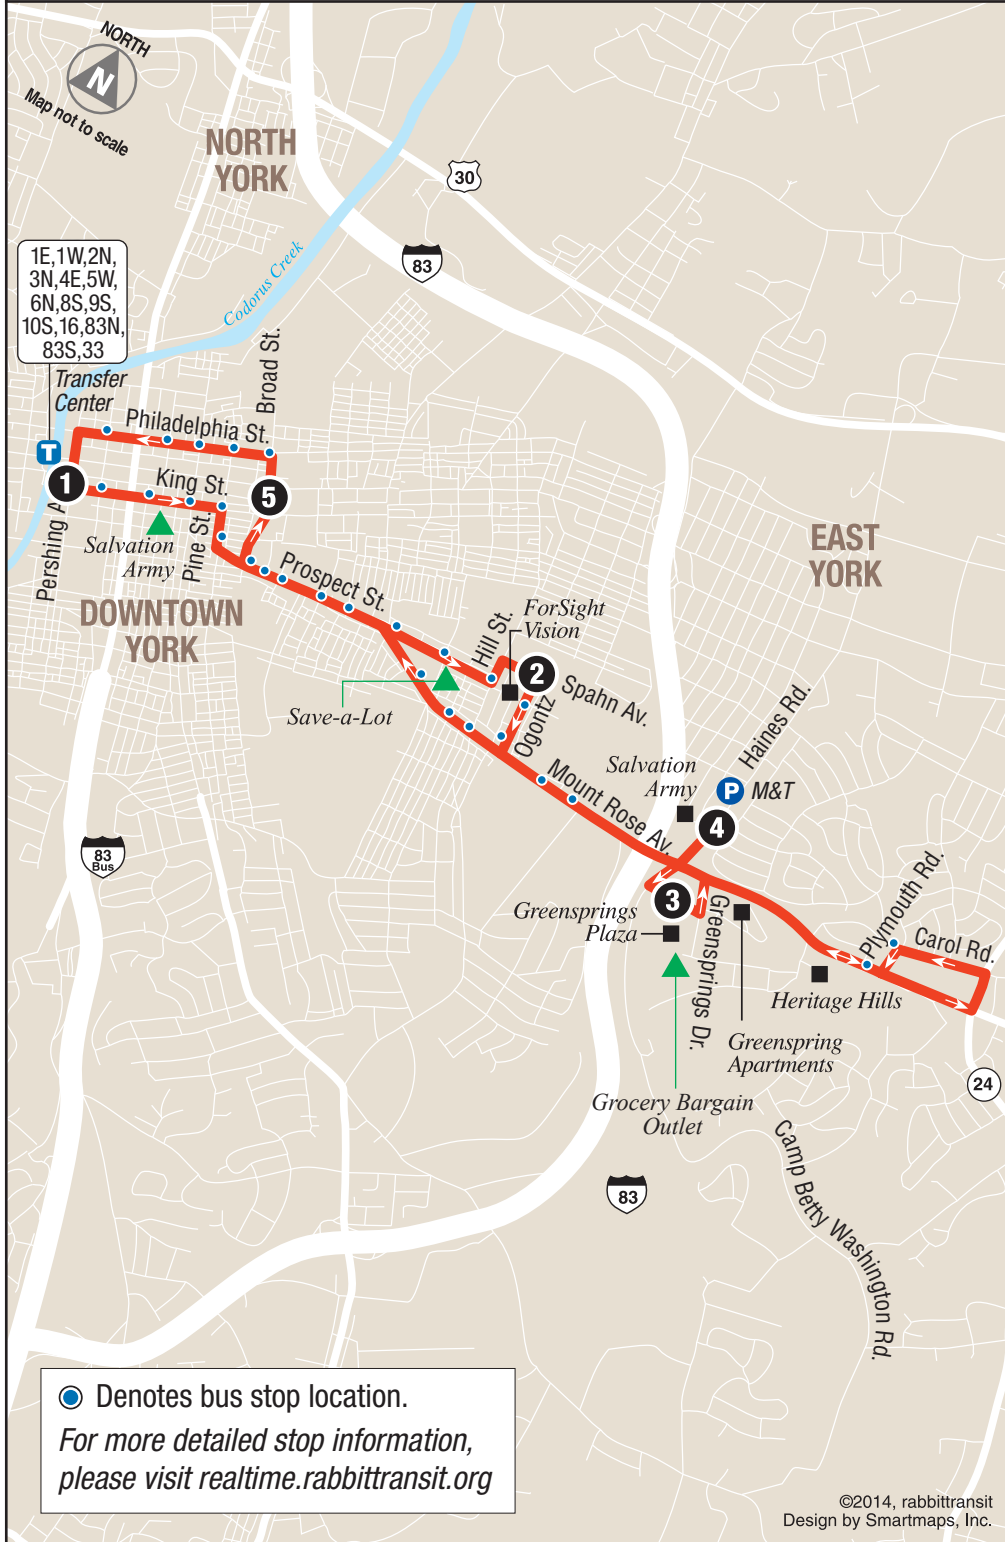 NORTH
N
Map not to scale
NORTH
YORK
30
83
Codorus Creek
1E,1W,2N,
3N,4E,5W,
6N,8S,9S,
10S,16,83N,
83S,33
Transfer
Center
T
Broad St.
Philadelphia St.
1
King St.
5
Pershing A
Salvation
Army
Pine St.
DOWNTOWN
YORK
Prospect St.
EAST
YORK
Hill St.
ForSight
Vision
2
Spahn Av.
Save-a-Lot
Ogontz
Haines Rd.
Salvation
Army
P M&T
4
Mount Rose Av.
83
Bus
3
Greensprings
Plaza
Greensprings Dr.
Plymouth Rd.
Carol Rd.
Heritage Hills
Greenspring
Apartments
24
Grocery Bargain
Outlet
Camp Betty Washington Rd.
83
Denotes bus stop location.
For more detailed stop information,
please visit realtime.rabbittransit.org
©2014, rabbittransit
Design by Smartmaps, Inc.